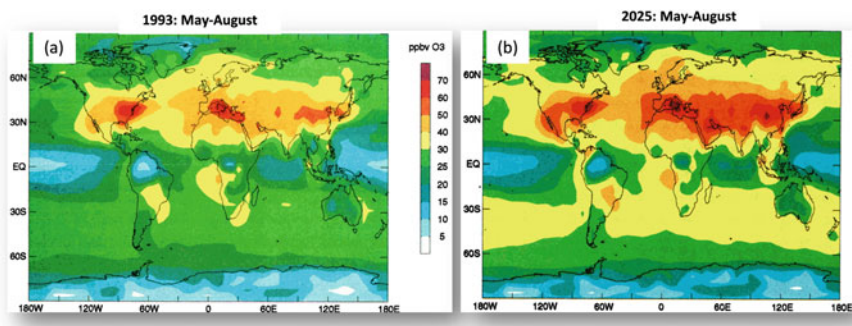 1993: May-August
(a)
60N
30N
EQ
30S
60S
180W
120W
60W
0
60E
120E
180E
ppbv O3
70
60
50
40
30
25
20
15
10
5
2025: May-August
(b)
60N
30N
EQ
30S
60S
180W
120W
60W
0
60E
120E
180E